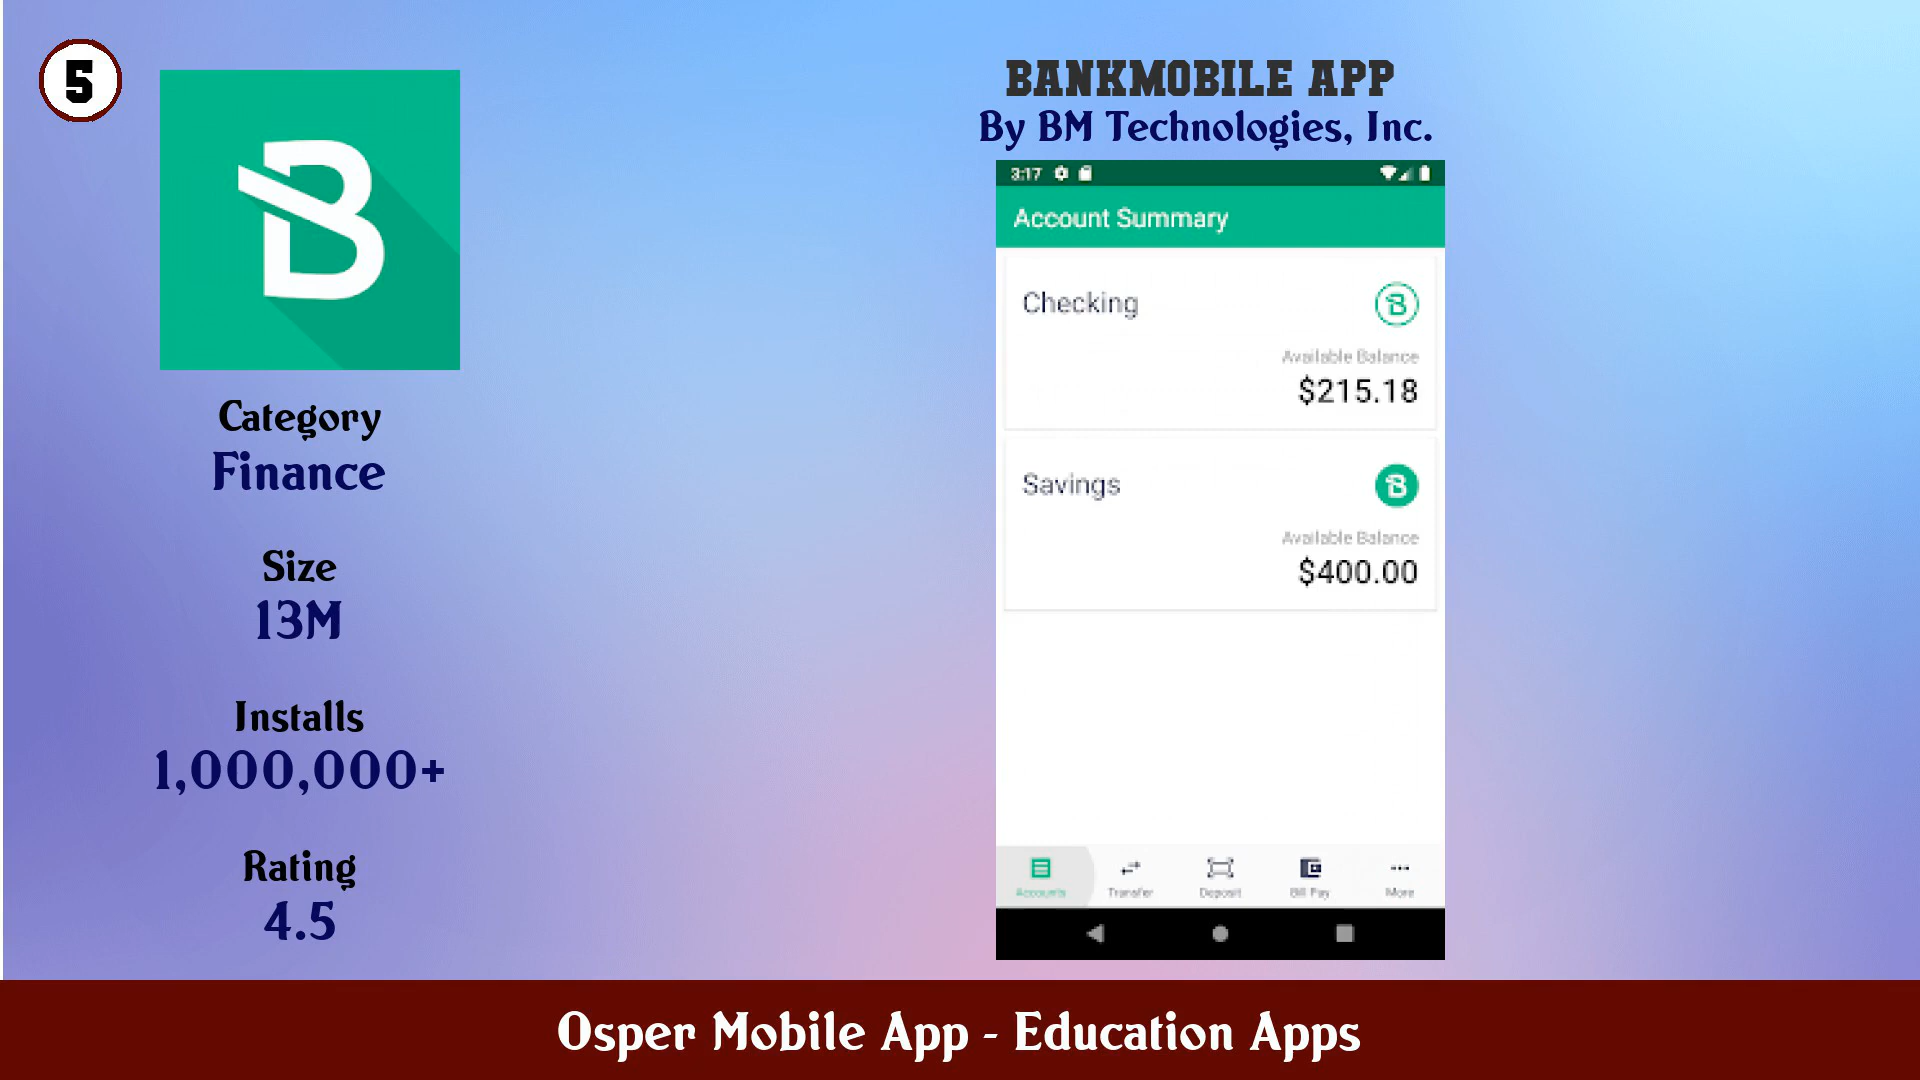 5
BANKMOBILE APP
By BM Technologies, Inc.
B
Category
Finance
Size
13M
Installs
1,000,000+
Rating
4.5
3:17
Account Summary
Checking
B
Available Balance
$215.18
Savings
B
Available Balance
$400.00
Accounts Transfer Deposit Bill Pay More
Osper Mobile App - Education Apps